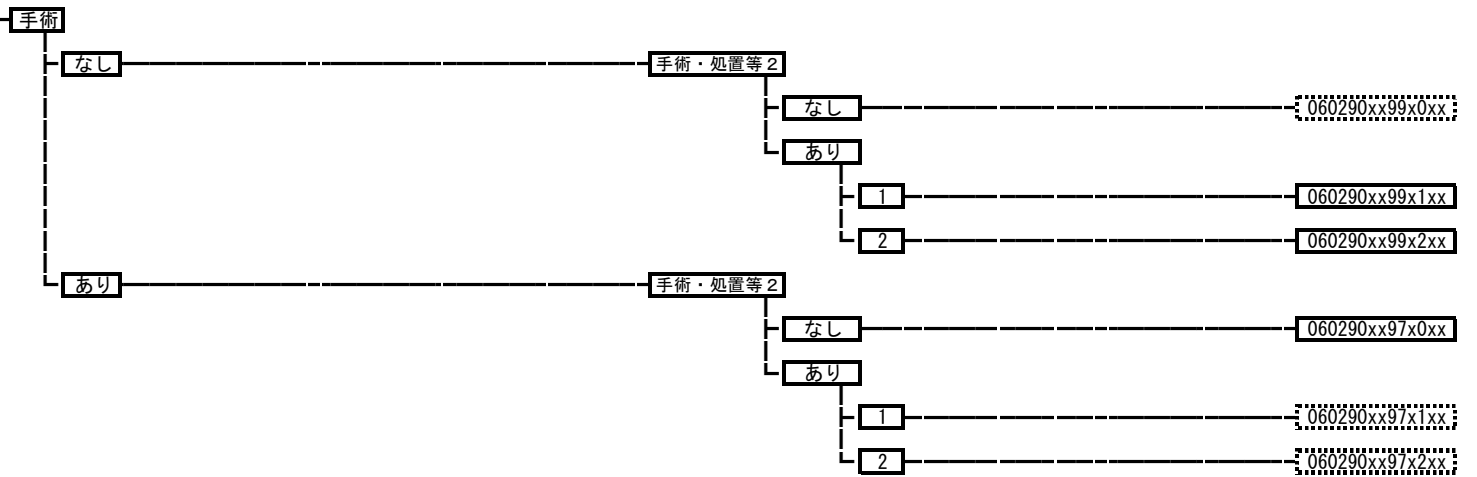 手術
なし 手術・処置等２
なし 060290xx99x0xx
あり
1 060290xx99x1xx
2 060290xx99x2xx
あり 手術・処置等２
なし 060290xx97x0xx
あり
1 060290xx97x1xx
2 060290xx97x2xx